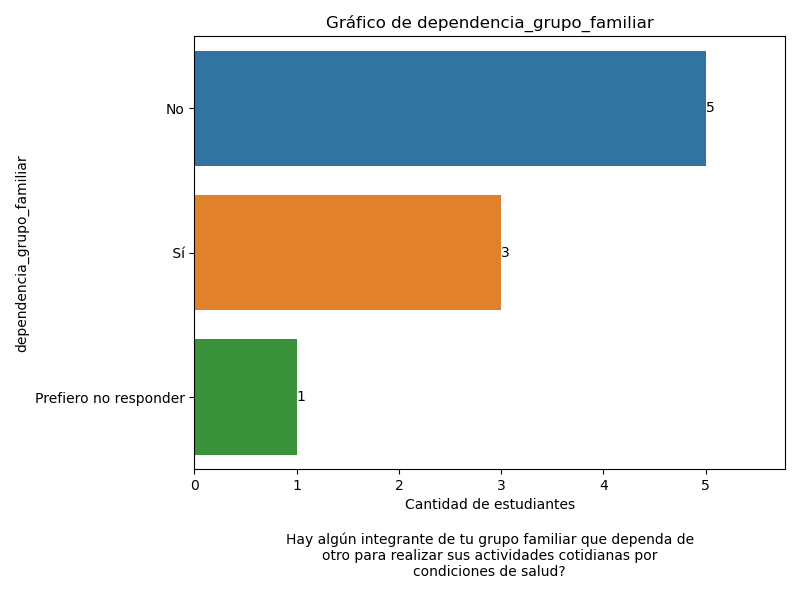 Gráfico de dependencia_grupo_familiar
dependencia_grupo_familiar
No
5
Sí
3
Prefiero no responder
1
0 1 2 3 4 5
Cantidad de estudiantes
Hay algún integrante de tu grupo familiar que dependa de
otro para realizar sus actividades cotidianas por
condiciones de salud?